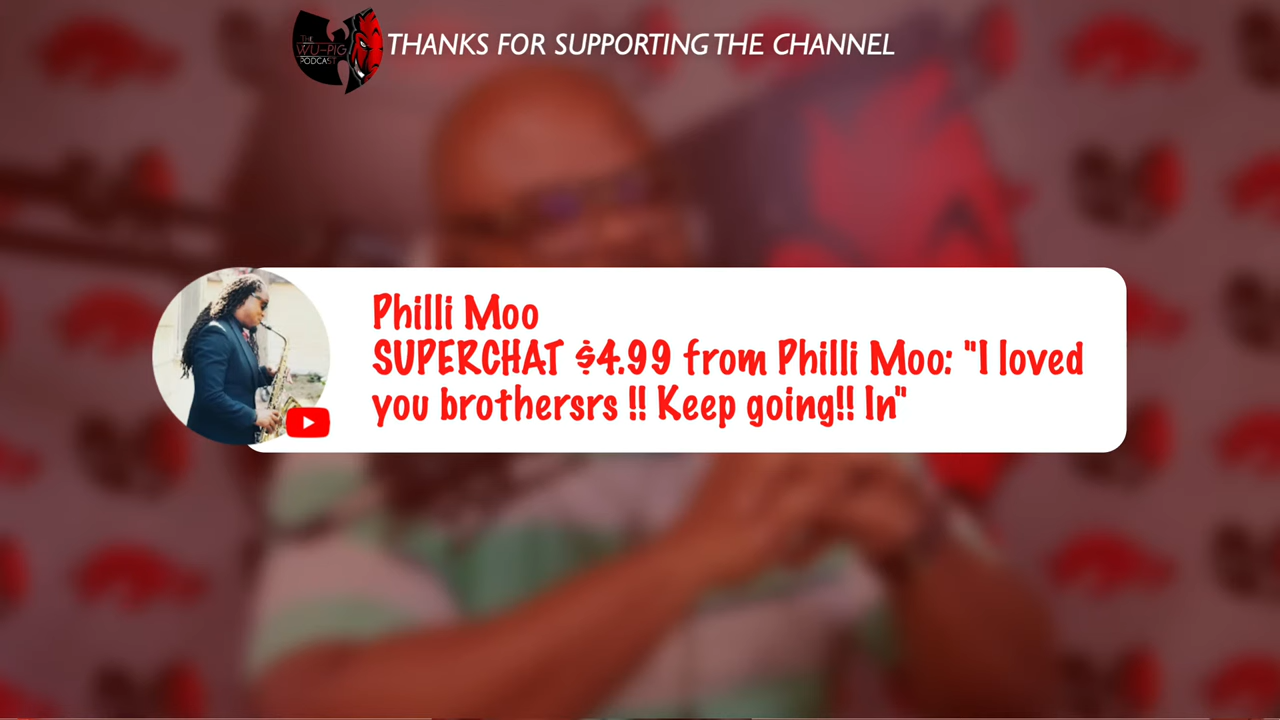 THE
WU-PIG
PODCAST
THANKS FOR SUPPORTING THE CHANNEL
Philli Moo
SUPERCHAT $4.99 from Philli Moo: "I loved
you brothersrs !! Keep going!! In"